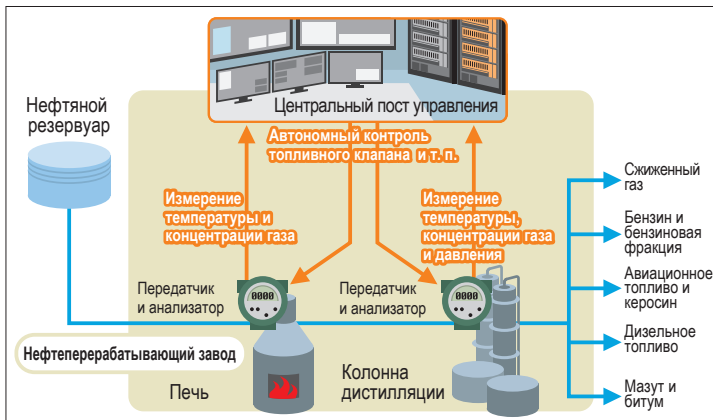 Центральный пост управления
Нефтяной
резервуар
Автономный контроль
топливного клапана и т. п.
Измерение
температуры и
концентрации газа
Измерение
температуры,
концентрации газа
и давления
Сжиженный
газ
Бензин и
бензиновая
фракция
Авиационное
топливо и
керосин
Дизельное
топливо
Мазут и
битум
Передатчик
и анализатор
0000
Передатчик
и анализатор
0000
Нефтеперерабатывающий завод
Печь
Колонна
дистилляции